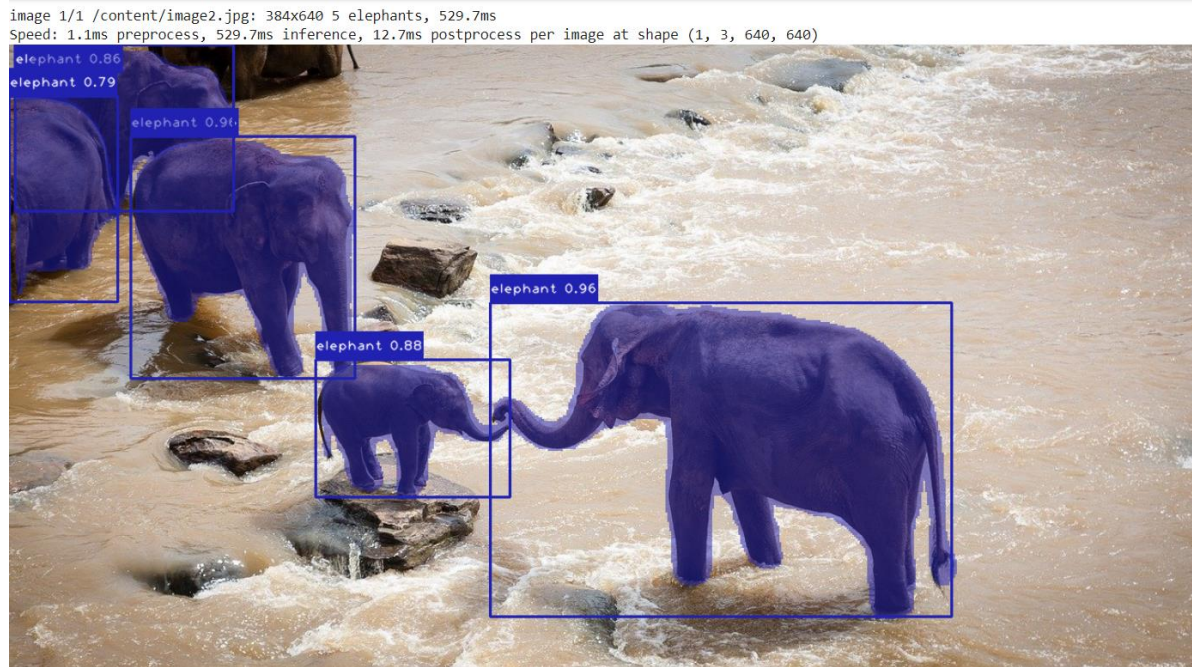 image 1/1 /content/image2.jpg: 384x640 5 elephants, 529.7ms
Speed: 1.1ms preprocess, 529.7ms inference, 12.7ms postprocess per image at shape (1, 3, 640, 640)
elephant 0.86
elephant 0.79
elephant
elephant 0.96
elephant 0.88